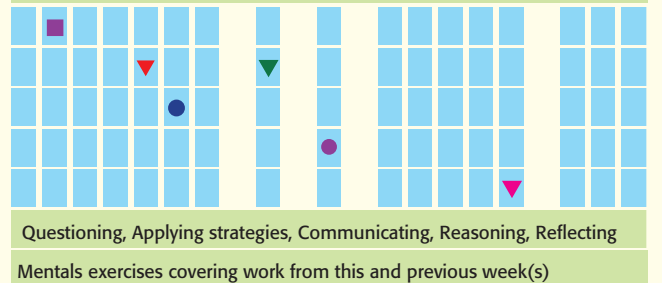 Questioning, Applying strategies, Communicating, Reasoning, Reflecting
Mentals exercises covering work from this and previous week(s)